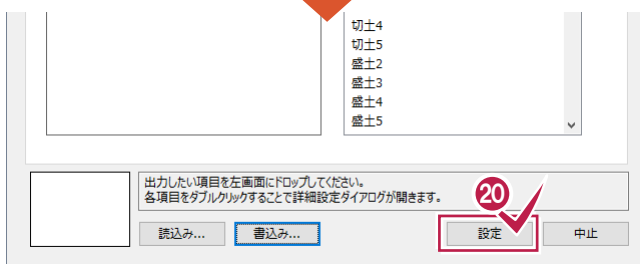 切土4
切土5
盛土2
盛土3
盛土4
盛土5
出力したい項目を左画面にドロップしてください。
各項目をダブルクリックすることで詳細設定ダイアログが開きます。
20
読込み... 書込み... 設定 中止